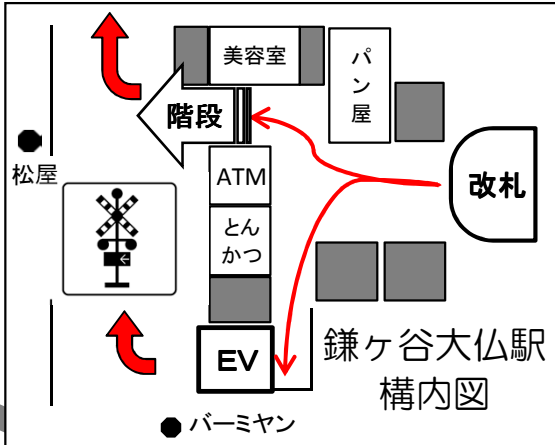 美容室
パン屋
階段
松屋
ATM
改札
とん
かつ
EV
鎌ヶ谷大仏駅
構内図
バーミヤン